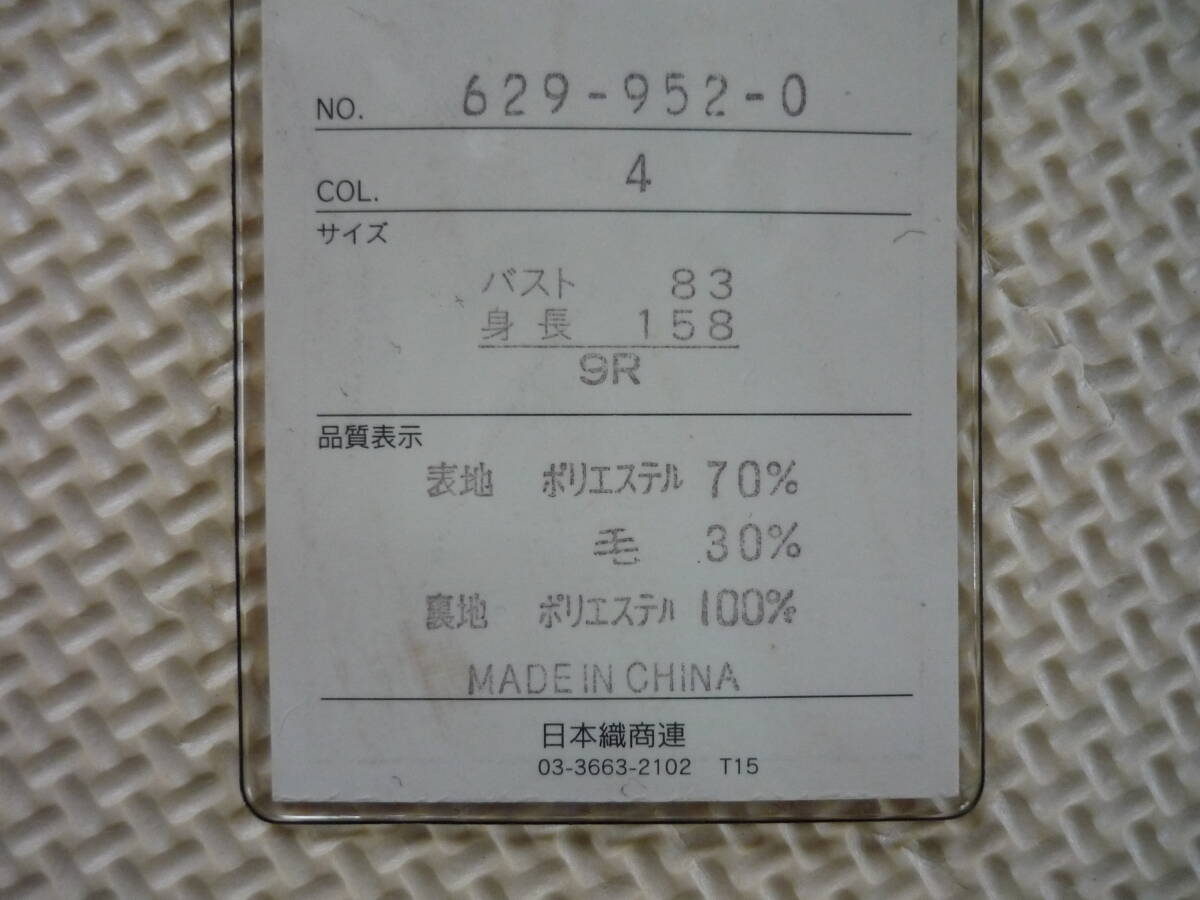 NO. 629-952-0
COL. 4
サイズ
バスト 83
身長 158
9R
品質表示
表地 ポリエステル 70%
毛 30%
裏地 ポリエステル 100%
MADE IN CHINA
日本織商連
03-3663-2102 T15